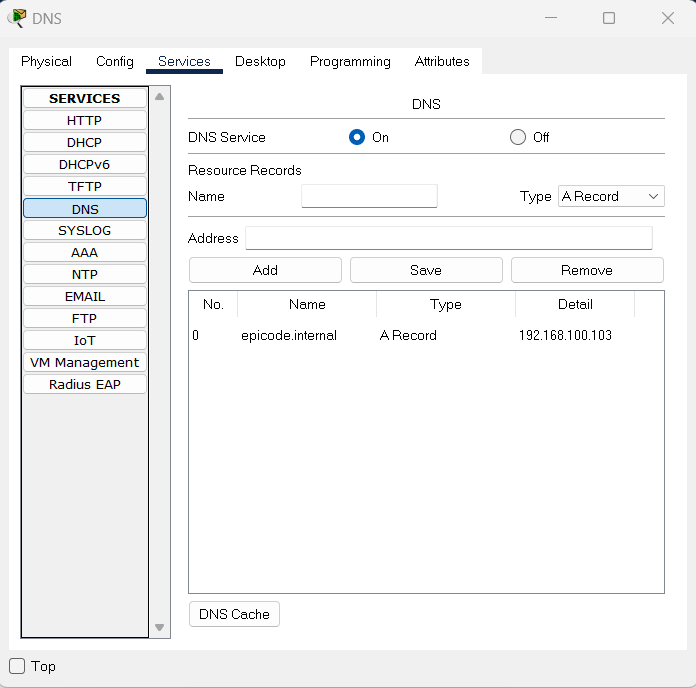 DNS
Physical Config Services Desktop Programming Attributes
SERVICES
HTTP
DHCP
DHCPv6
TFTP
DNS
SYSLOG
AAA
NTP
EMAIL
FTP
IoT
VM Management
Radius EAP
DNS
DNS Service On Off
Resource Records
Name Type A Record
Address
Add Save Remove
No. Name Type Detail
0 epicode.internal A Record 192.168.100.103
DNS Cache
Top